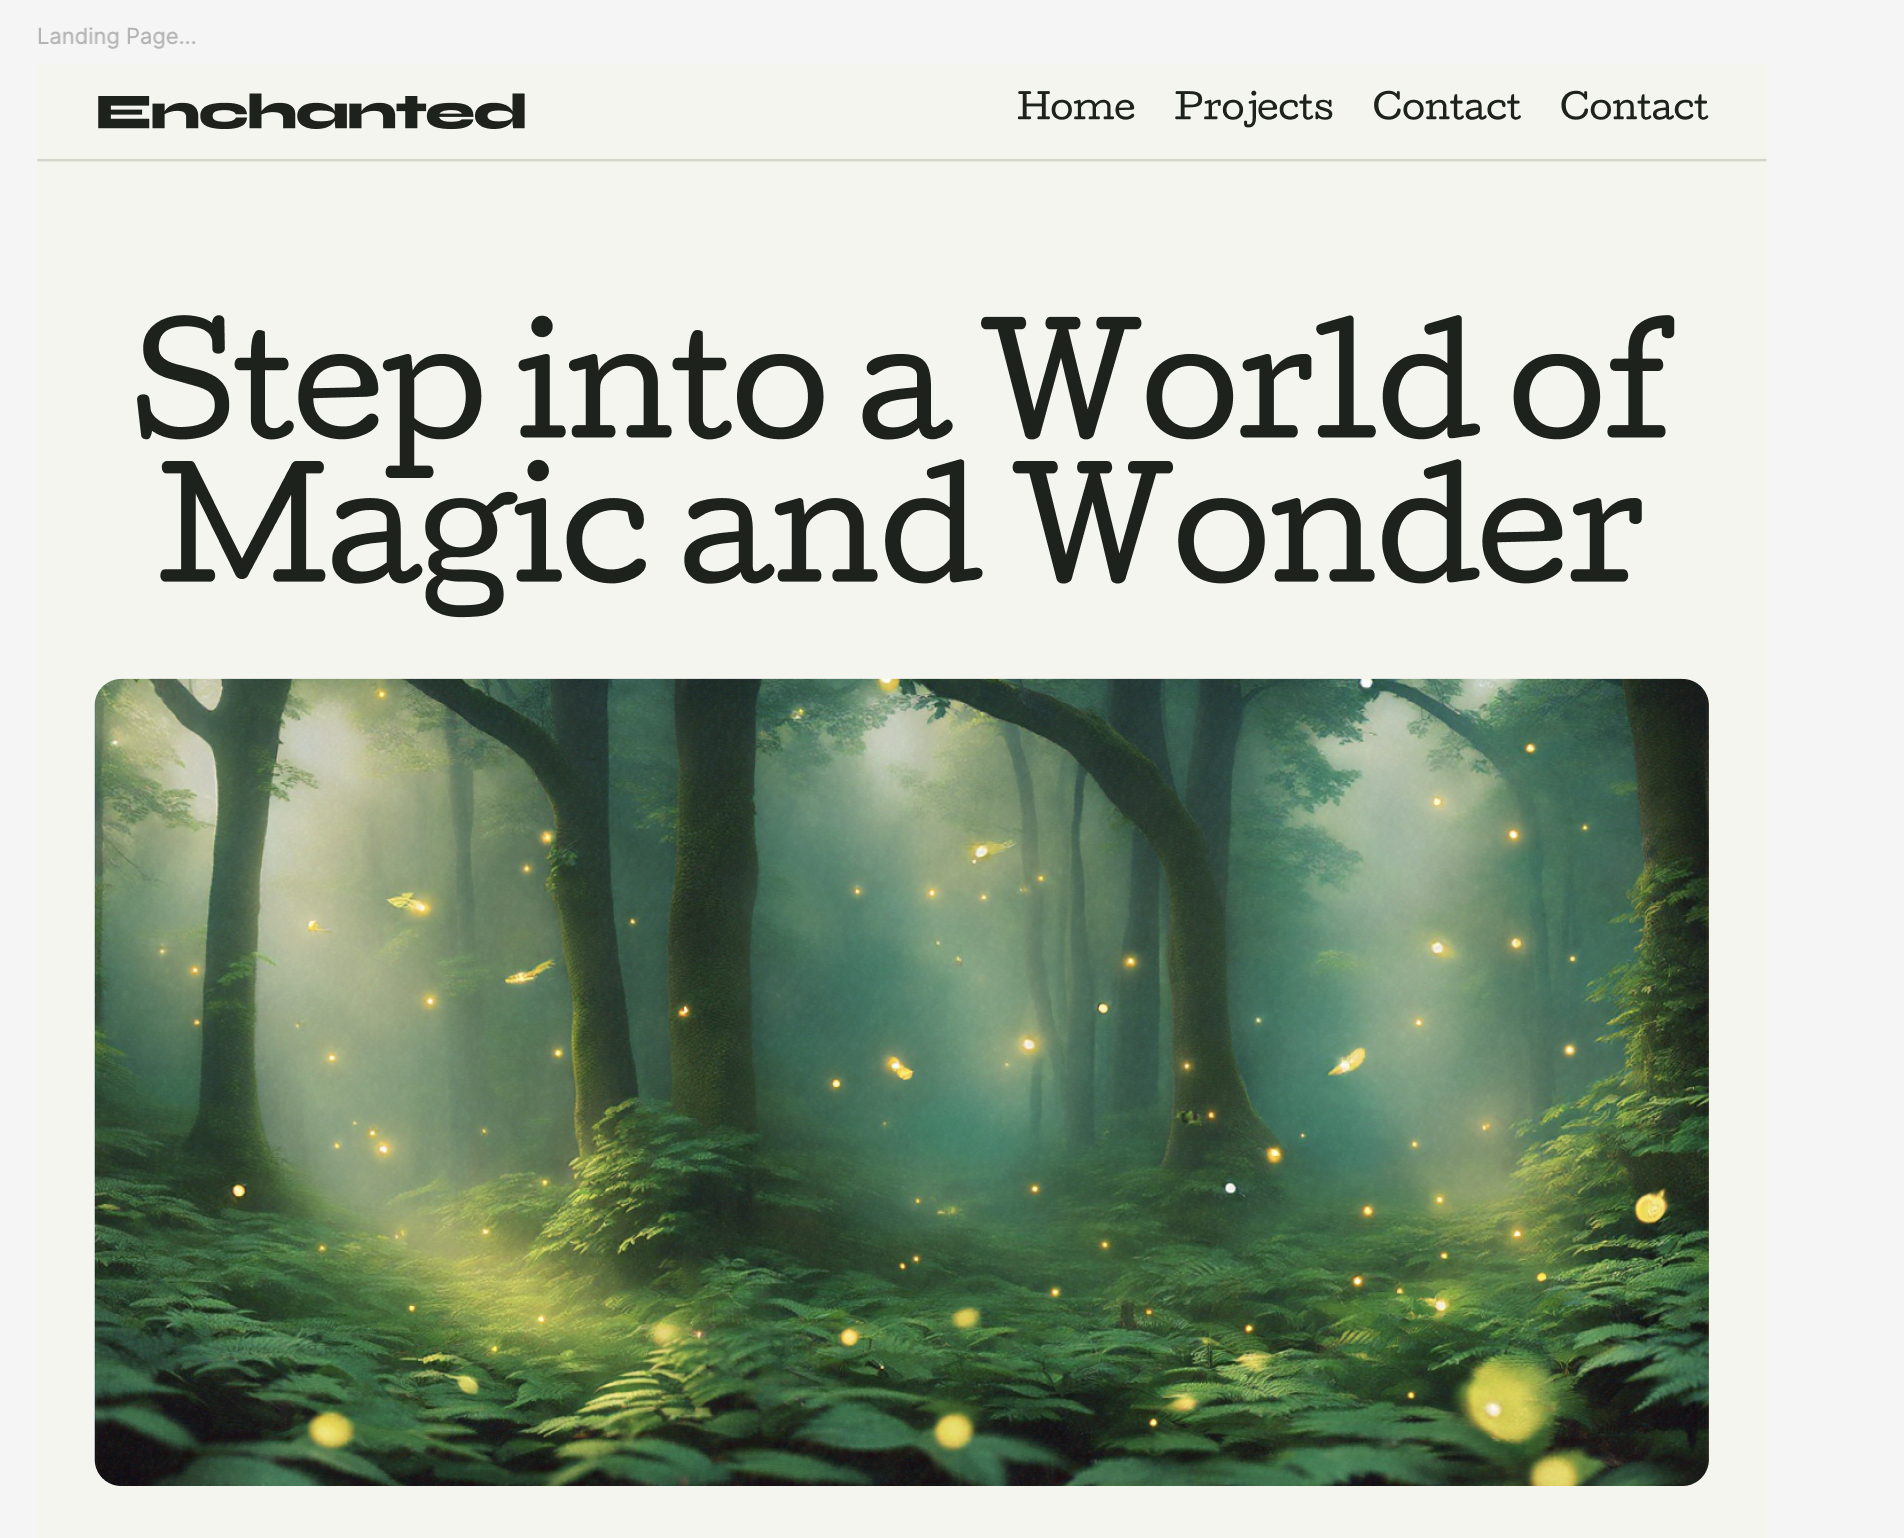 Landing Page...
Enchanted
Home Projects Contact Contact
Step into a World of
Magic and Wonder